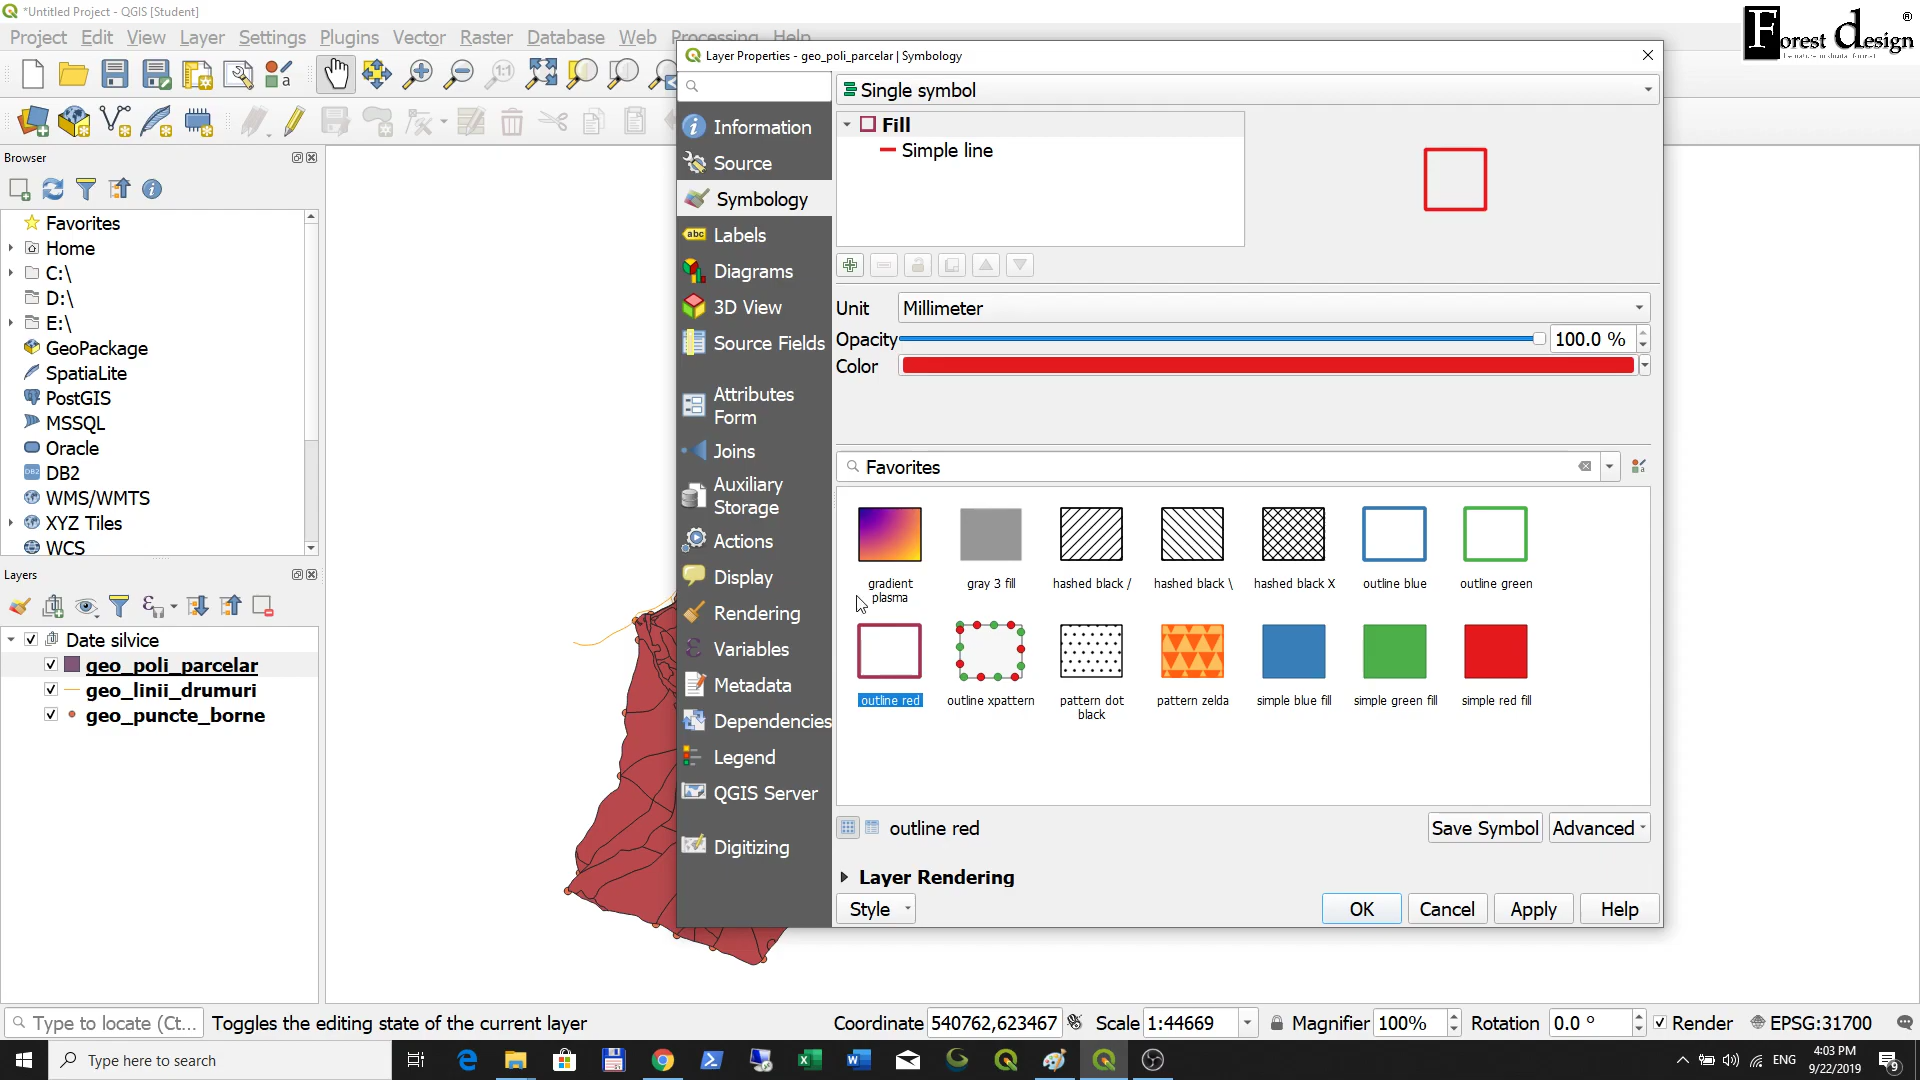 *Untitled Project - QGIS [Student]
Forest design ®
Project Edit View Layer Settings Plugins Vector Raster Database Web Processing Help
Layer Properties - geo_poli_parcelar | Symbology
Single symbol
Information
Source
Symbology
Labels
Diagrams
3D View
Source Fields
Attributes
Form
Joins
Auxiliary
Storage
Actions
Display
Rendering
Variables
Metadata
Dependencies
Legend
QGIS Server
Digitizing
Fill
Simple line
Unit Millimeter
Opacity 100.0 %
Color
Favorites
gradient
plasma
gray 3 fill
hashed black /
hashed black \
hashed black X
outline blue
outline green
outline red
outline xpattern
pattern dot
black
pattern zelda
simple blue fill
simple green fill
simple red fill
outline red
Save Symbol
Advanced
Layer Rendering
Style
OK
Cancel
Apply
Help
Browser
Favorites
Home
C:\
D:\
E:\
GeoPackage
SpatiaLite
PostGIS
MSSQL
Oracle
DB2
WMS/WMTS
XYZ Tiles
WCS
Layers
Date silvice
geo_poli_parcelar
geo_linii_drumuri
geo_puncte_borne
Type to locate (Ct... Toggles the editing state of the current layer Coordinate 540762,623467 Scale 1:44669 Magnifier 100% Rotation 0.0 ° Render EPSG:31700
Type here to search
ENG
4:03 PM
9/22/2019
9